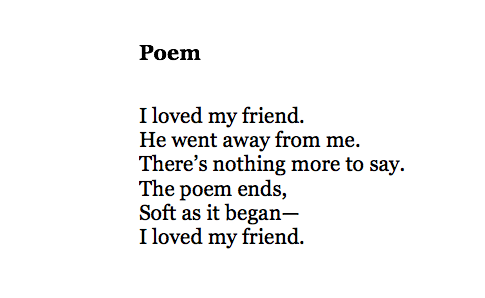 Poem
I loved my friend.
He went away from me.
There’s nothing more to say.
The poem ends,
Soft as it began—
I loved my friend.